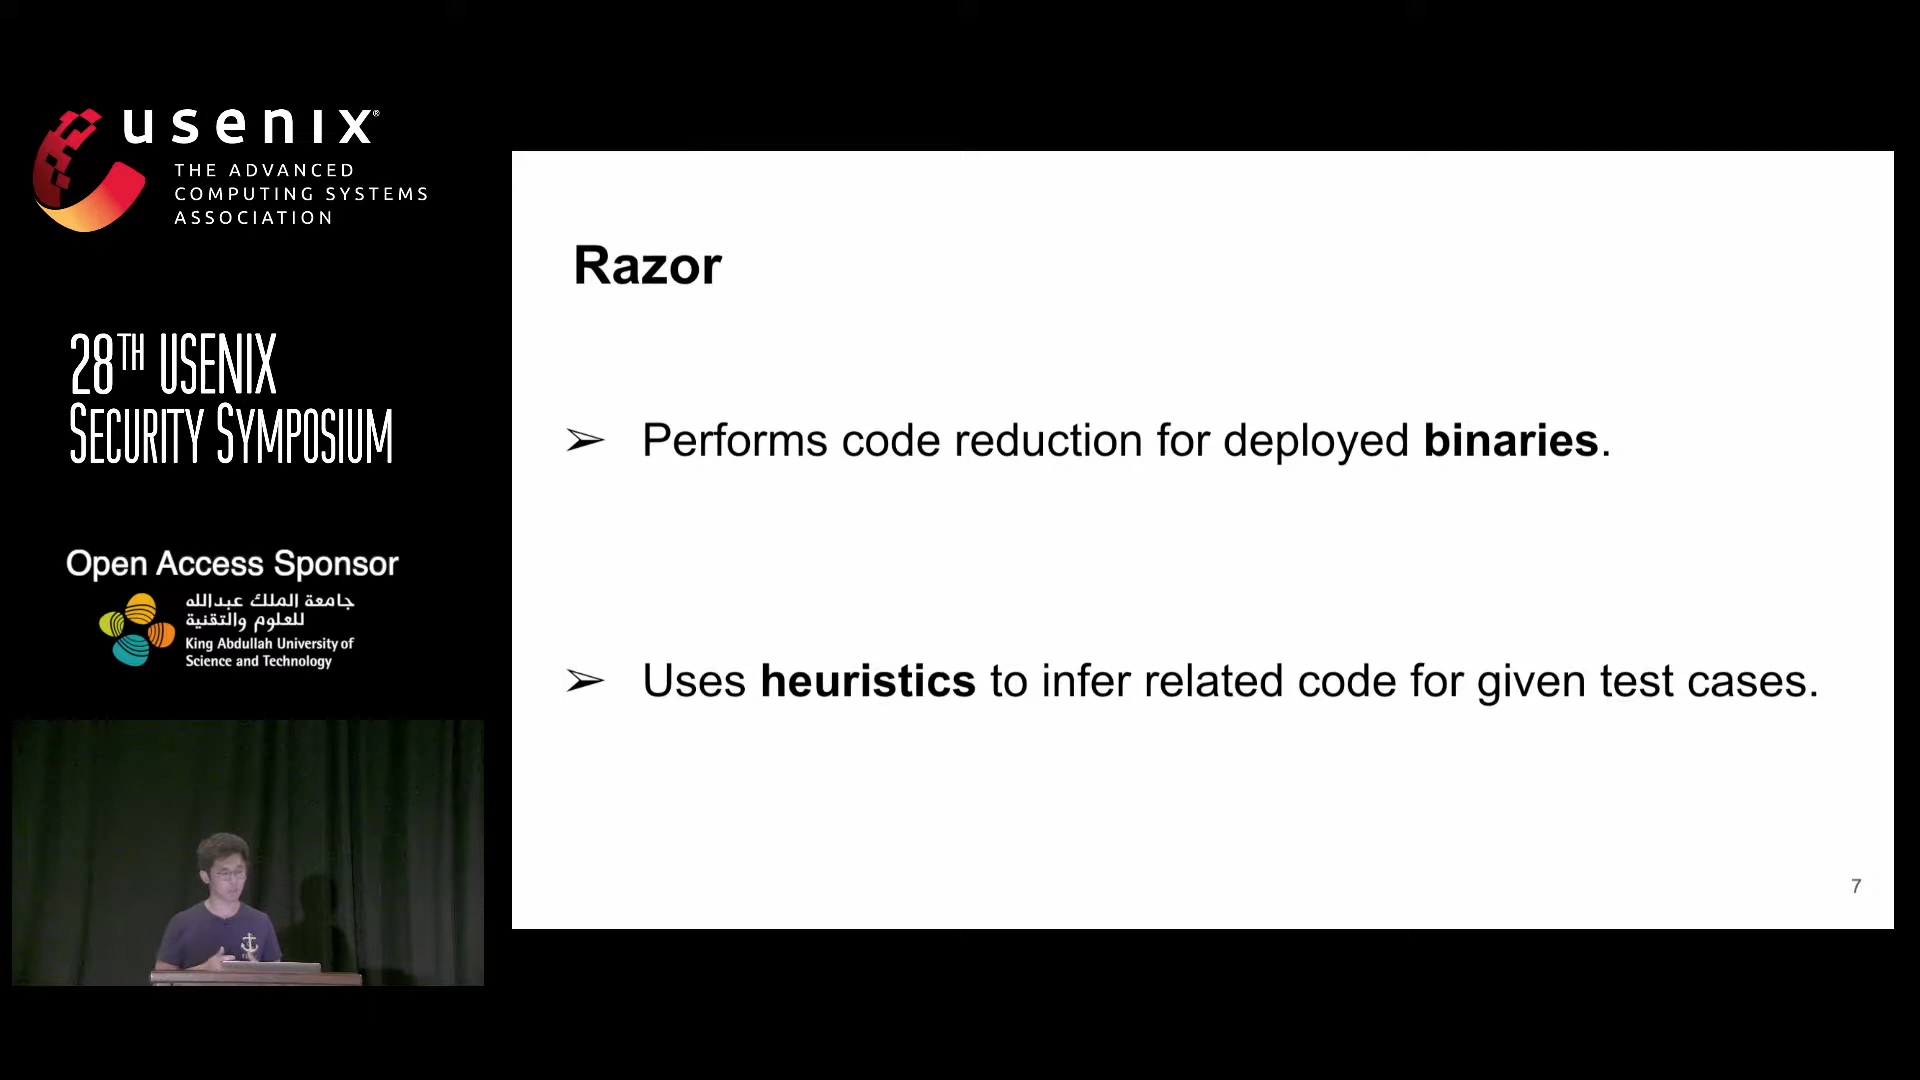 usenix®
THE ADVANCED
COMPUTING SYSTEMS
ASSOCIATION
28TH USENIX
SECURITY SYMPOSIUM
Open Access Sponsor
جامعة الملك عبدالله
للعلوم والتقنية
King Abdullah University of
Science and Technology
Razor
➢ Performs code reduction for deployed binaries.
➢ Uses heuristics to infer related code for given test cases.
7